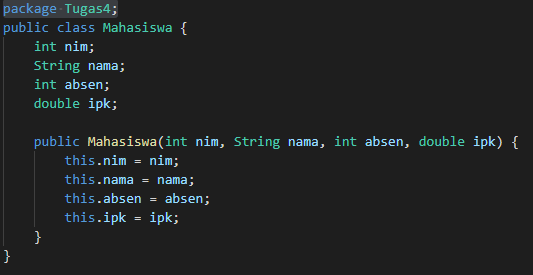 package Tugas4;
public class Mahasiswa {
    int nim;
    String nama;
    int absen;
    double ipk;

    public Mahasiswa(int nim, String nama, int absen, double ipk) {
        this.nim = nim;
        this.nama = nama;
        this.absen = absen;
        this.ipk = ipk;
    }
}